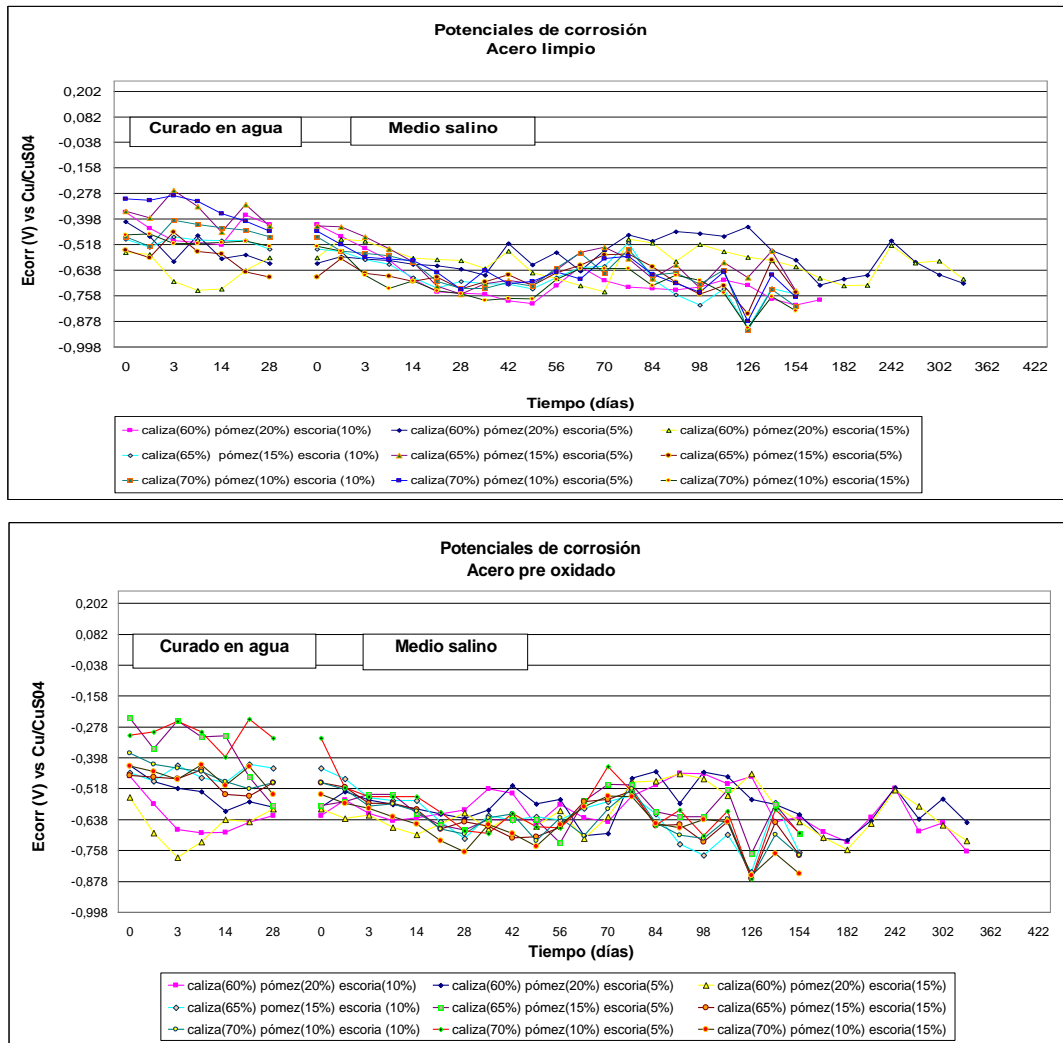 Potenciales de corrosión
Acero limpio
Ecorr (V) vs Cu/CuS04
0,202
0,082
-0,038
-0,158
-0,278
-0,398
-0,518
-0,638
-0,758
-0,878
-0,998
Curado en agua
Medio salino
0 3 14 28 0 3 14 28 42 56 70 84 98 126 154 182 242 302 362 422
Tiempo (días)
caliza(60%) pómez(20%) escoria(10%) caliza(60%) pómez(20%) escoria(5%) caliza(60%) pómez(20%) escoria(15%)
caliza(65%) pómez(15%) escoria (10%) caliza(65%) pómez(15%) escoria(5%) caliza(65%) pómez(15%) escoria(5%)
caliza(70%) pómez(10%) escoria (10%) caliza(70%) pómez(10%) escoria(5%) caliza(70%) pómez(10%) escoria(15%)
Potenciales de corrosión
Acero pre oxidado
Ecorr (V) vs Cu/CuS04
0,202
0,082
-0,038
-0,158
-0,278
-0,398
-0,518
-0,638
-0,758
-0,878
-0,998
Curado en agua
Medio salino
0 3 14 28 0 3 14 28 42 56 70 84 98 126 154 182 242 302 362 422
Tiempo (días)
caliza(60%) pómez(20%) escoria(10%) caliza(60%) pómez(20%) escoria(5%) caliza(60%) pómez(20%) escoria(15%)
caliza(65%) pómez(15%) escoria (10%) caliza(65%) pómez(15%) escoria(5%) caliza(65%) pómez(15%) escoria(15%)
caliza(70%) pómez(10%) escoria (10%) caliza(70%) pómez(10%) escoria(5%) caliza(70%) pómez(10%) escoria(15%)